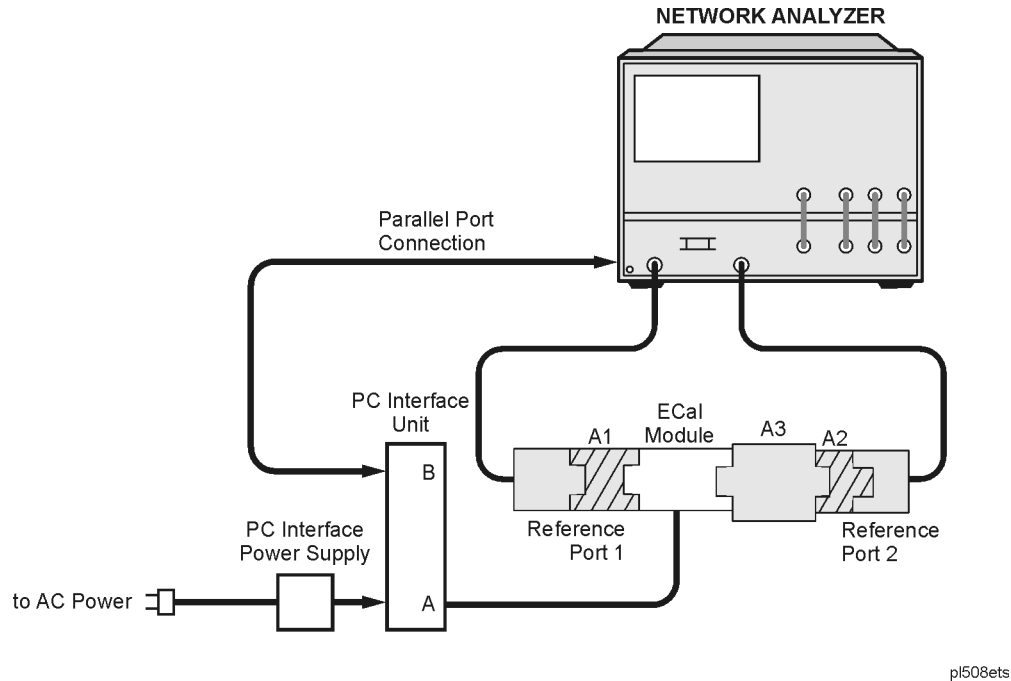 NETWORK ANALYZER
Parallel Port
Connection
PC Interface
Unit
ECal
Module
A1
A3
A2
B
Reference
Port 1
Reference
Port 2
PC Interface
Power Supply
to AC Power
A
pl508ets